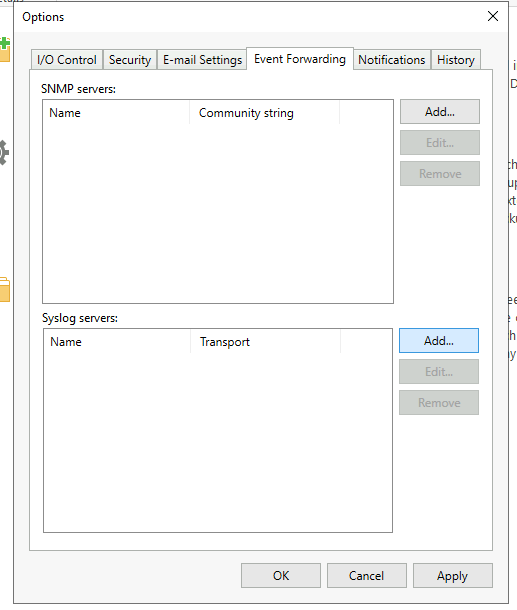 Options
I/O Control Security E-mail Settings Event Forwarding Notifications History
SNMP servers:
Name Community string
Add...
Edit...
Remove
Syslog servers:
Name Transport
Add...
Edit...
Remove
OK Cancel Apply